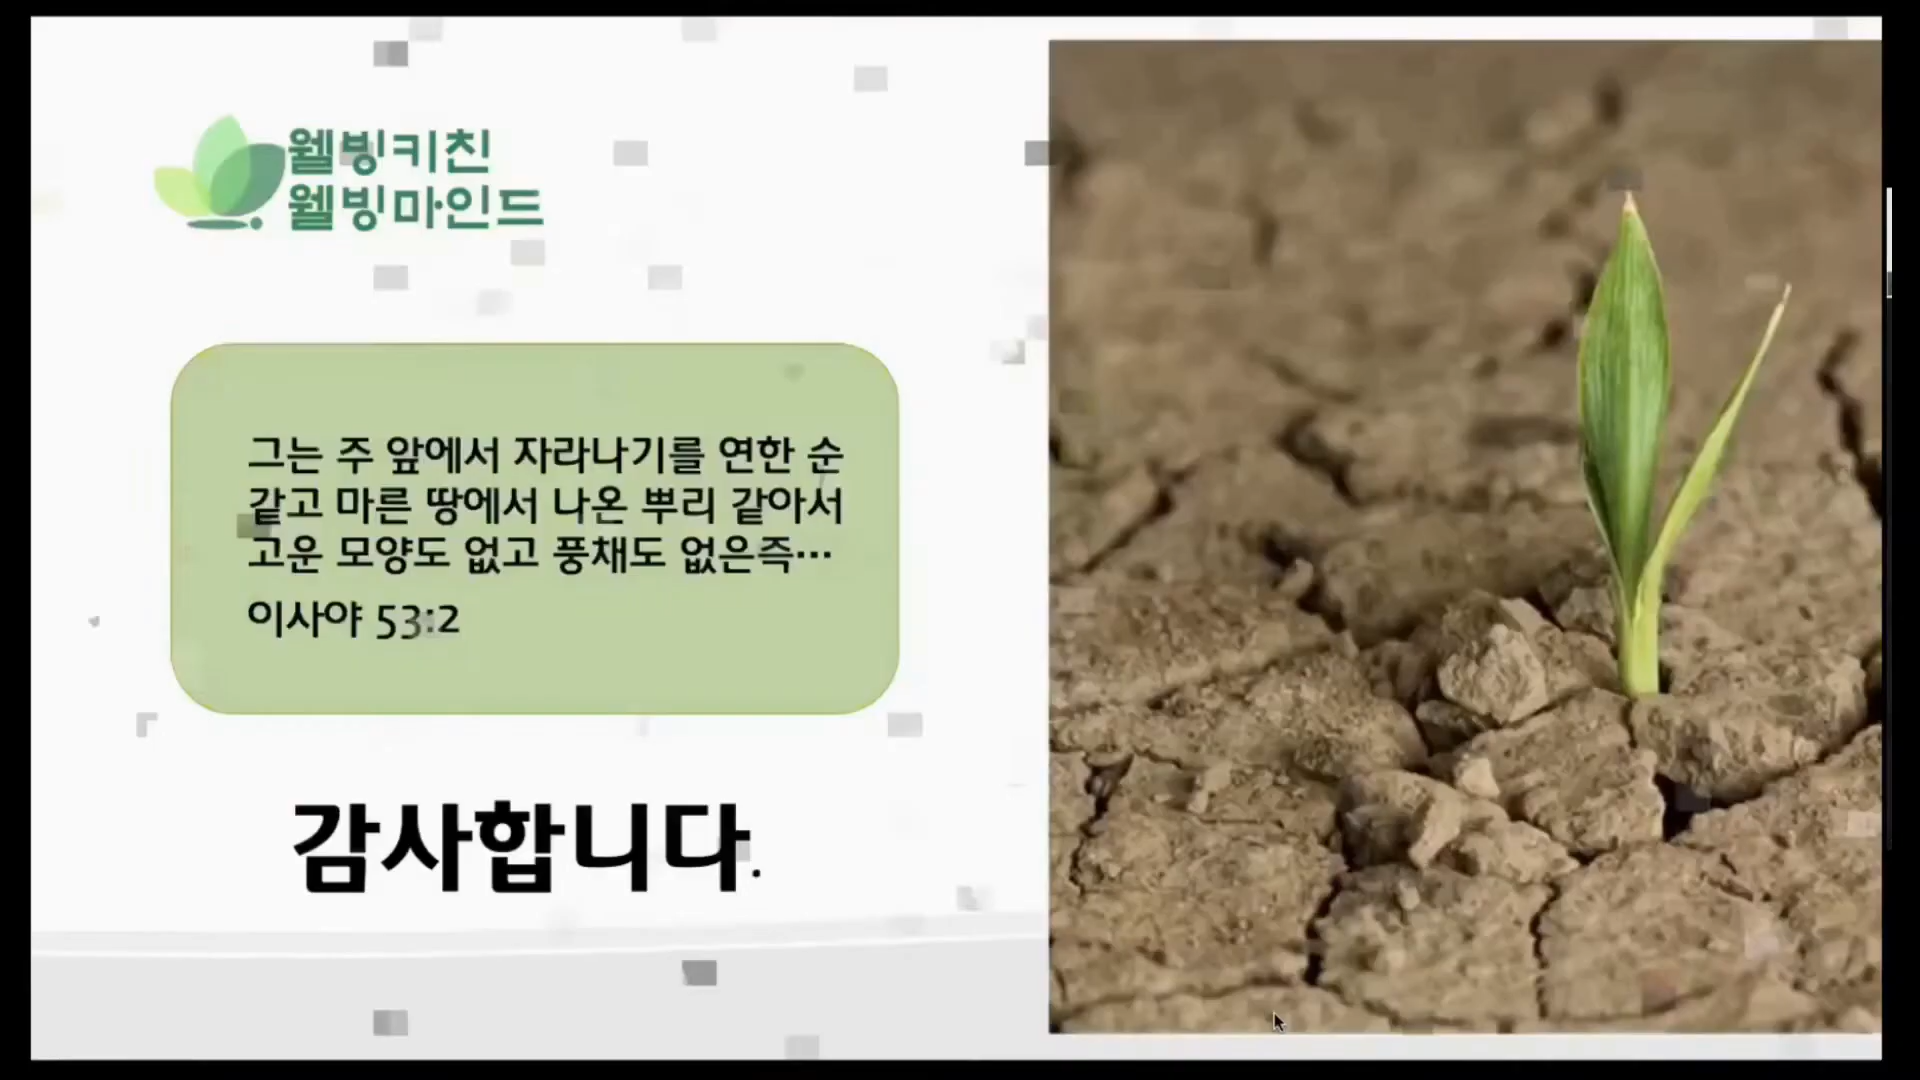 웰빙키친
웰빙마인드
그는 주 앞에서 자라나기를 연한 순
같고 마른 땅에서 나온 뿌리 같아서
고운 모양도 없고 풍채도 없은즉…
이사야 53:2
감사합니다.